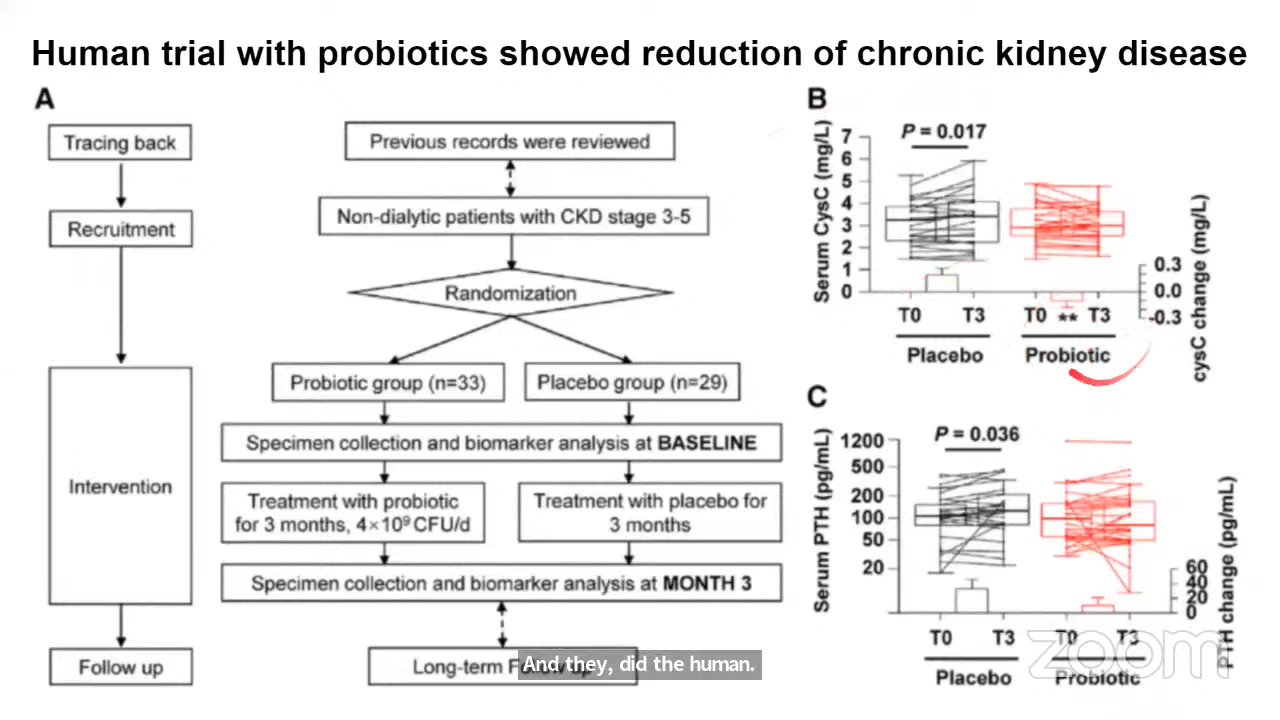 Human trial with probiotics showed reduction of chronic kidney disease
A
Tracing back
Recruitment
Intervention
Follow up
Previous records were reviewed
Non-dialytic patients with CKD stage 3-5
Randomization
Probiotic group (n=33)
Placebo group (n=29)
Specimen collection and biomarker analysis at BASELINE
Treatment with probiotic
for 3 months, 4×10⁹ CFU/d
Treatment with placebo for
3 months
Specimen collection and biomarker analysis at MONTH 3
Long-term Follow up
And they, did the human.
B
Serum CysC (mg/L)
7
6
5
4
3
2
1
0
P = 0.017
0.3
0.0
-0.3
cysC change (mg/L)
T0 T3 T0 ** T3
Placebo Probiotic
C
Serum PTH (pg/mL)
1200
500
200
100
50
20
P = 0.036
60
40
20
0
PTH change (pg/mL)
T0 T3 T0 T3
Placebo Probiotic
zoom